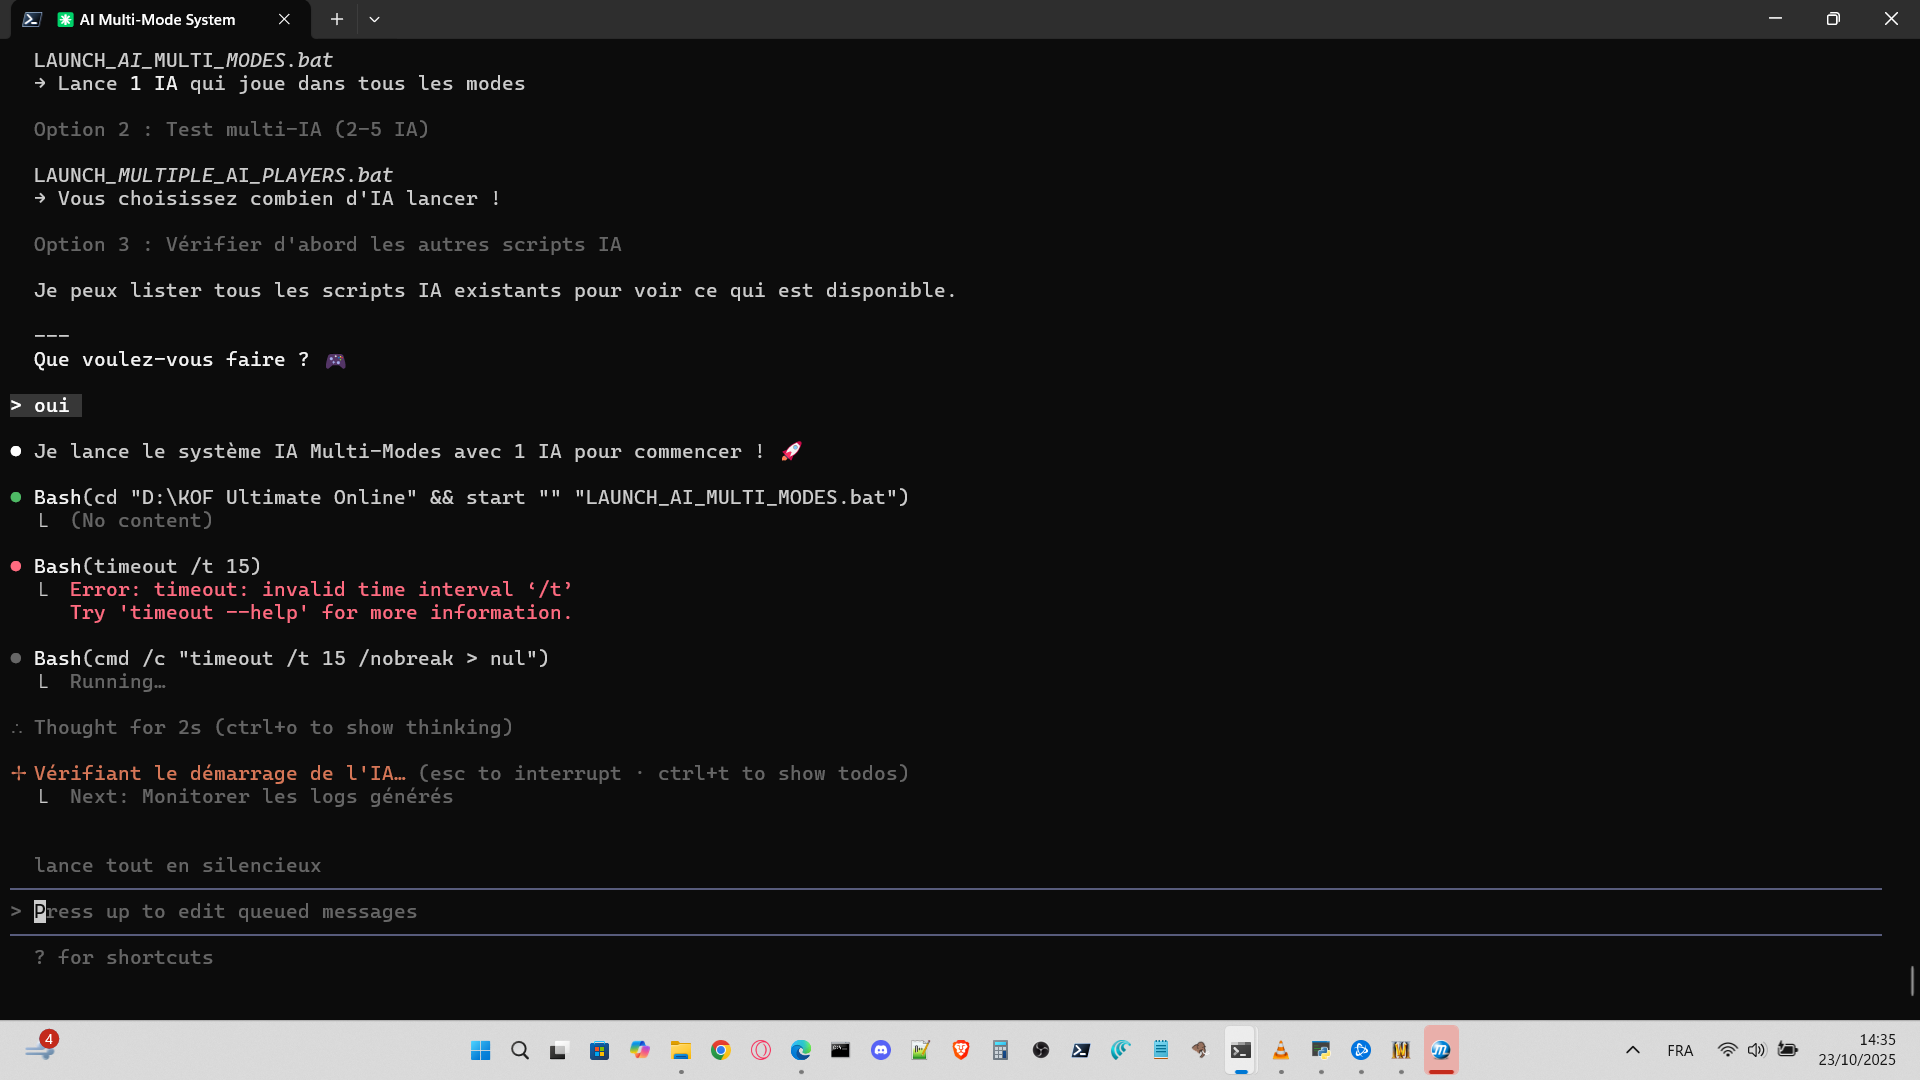 AI Multi-Mode System
LAUNCH_AI_MULTI_MODES.bat
→ Lance 1 IA qui joue dans tous les modes
Option 2 : Test multi-IA (2-5 IA)
LAUNCH_MULTIPLE_AI_PLAYERS.bat
→ Vous choisissez combien d'IA lancer !
Option 3 : Vérifier d'abord les autres scripts IA
Je peux lister tous les scripts IA existants pour voir ce qui est disponible.
---
Que voulez-vous faire ? 🎮
> oui
● Je lance le système IA Multi-Modes avec 1 IA pour commencer ! 🚀
● Bash(cd "D:\KOF Ultimate Online" && start "" "LAUNCH_AI_MULTI_MODES.bat")
└ (No content)
● Bash(timeout /t 15)
└ Error: timeout: invalid time interval ‘/t’
Try 'timeout --help' for more information.
● Bash(cmd /c "timeout /t 15 /nobreak > nul")
└ Running…
∴ Thought for 2s (ctrl+o to show thinking)
✢ Vérifiant le démarrage de l'IA… (esc to interrupt · ctrl+t to show todos)
└ Next: Monitorer les logs générés
lance tout en silencieux
> Press up to edit queued messages
? for shortcuts
4
FRA
14:35
23/10/2025